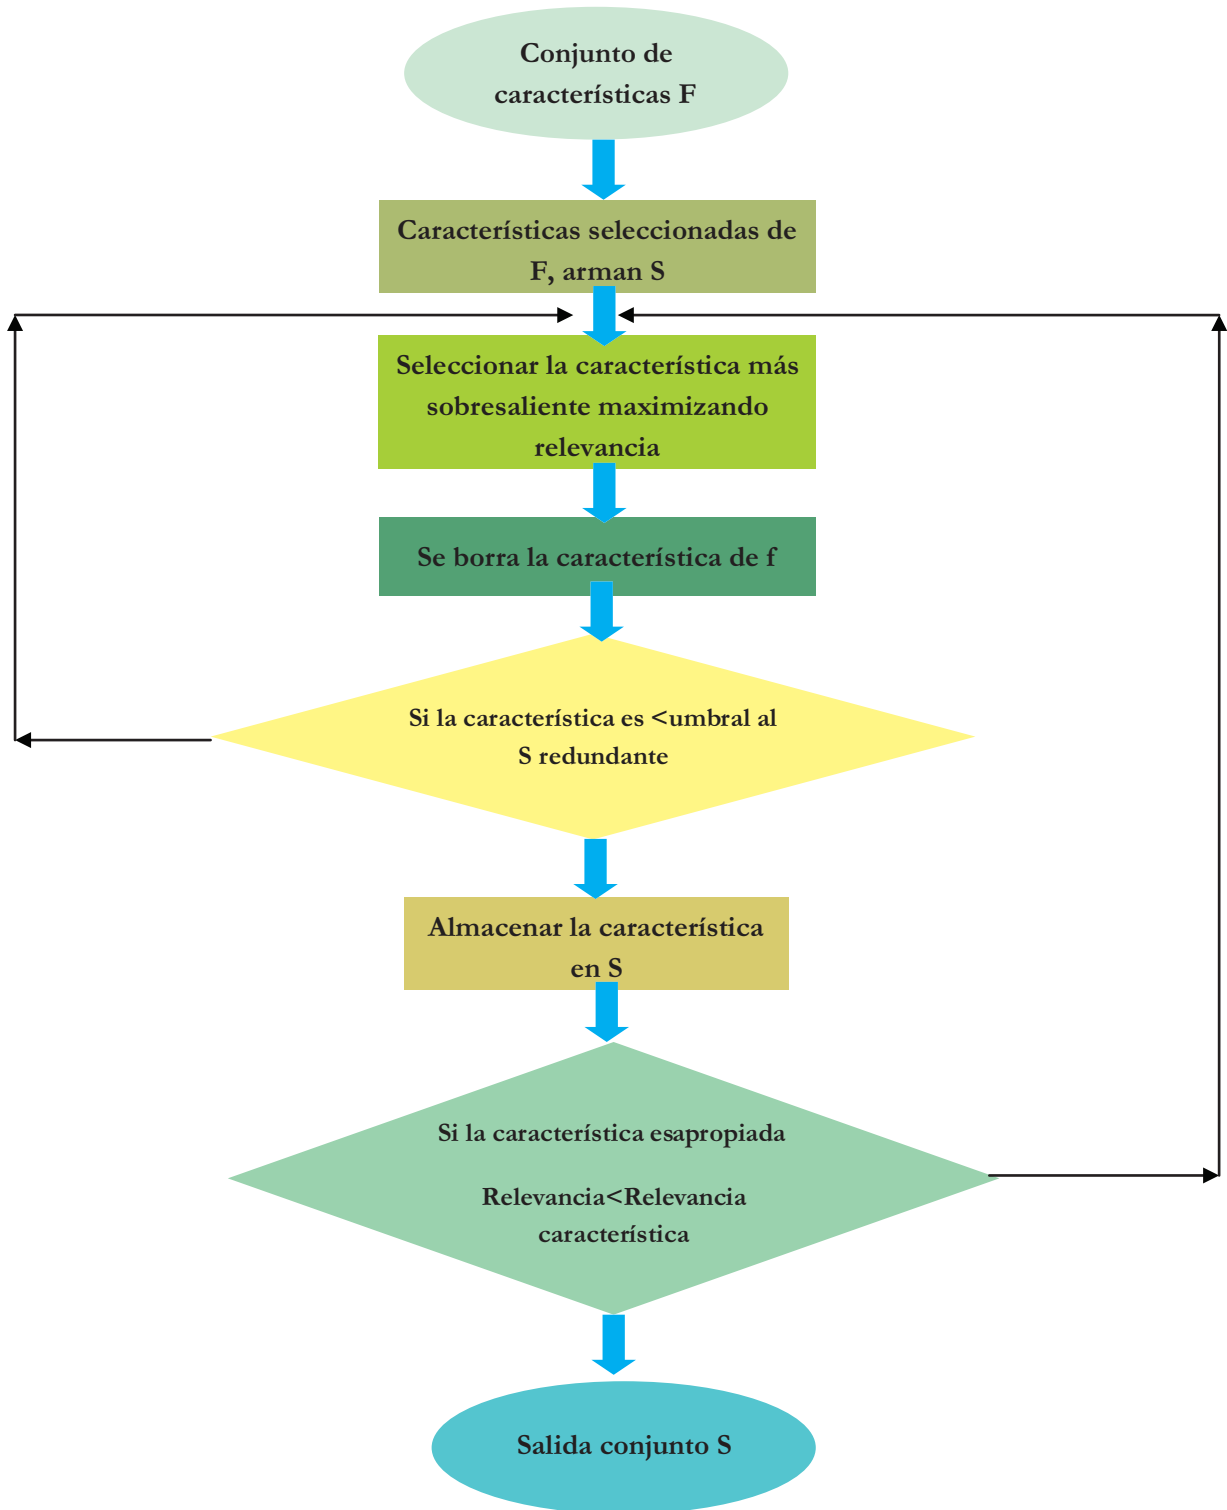 Conjunto de
características F
Características seleccionadas de
F, arman S
Seleccionar la característica más
sobresaliente maximizando
relevancia
Se borra la característica de f
Si la característica es <umbral al
S redundante
Almacenar la característica
en S
Si la característica esapropiada
Relevancia<Relevancia
característica
Salida conjunto S